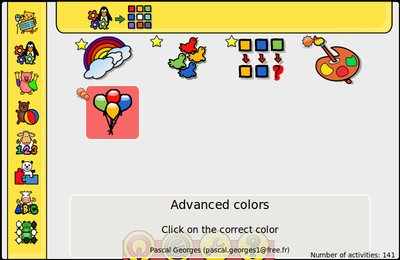 Advanced colors
Click on the correct color
Pascal Georges (pascal.georges1@free.fr)
Number of activities: 141